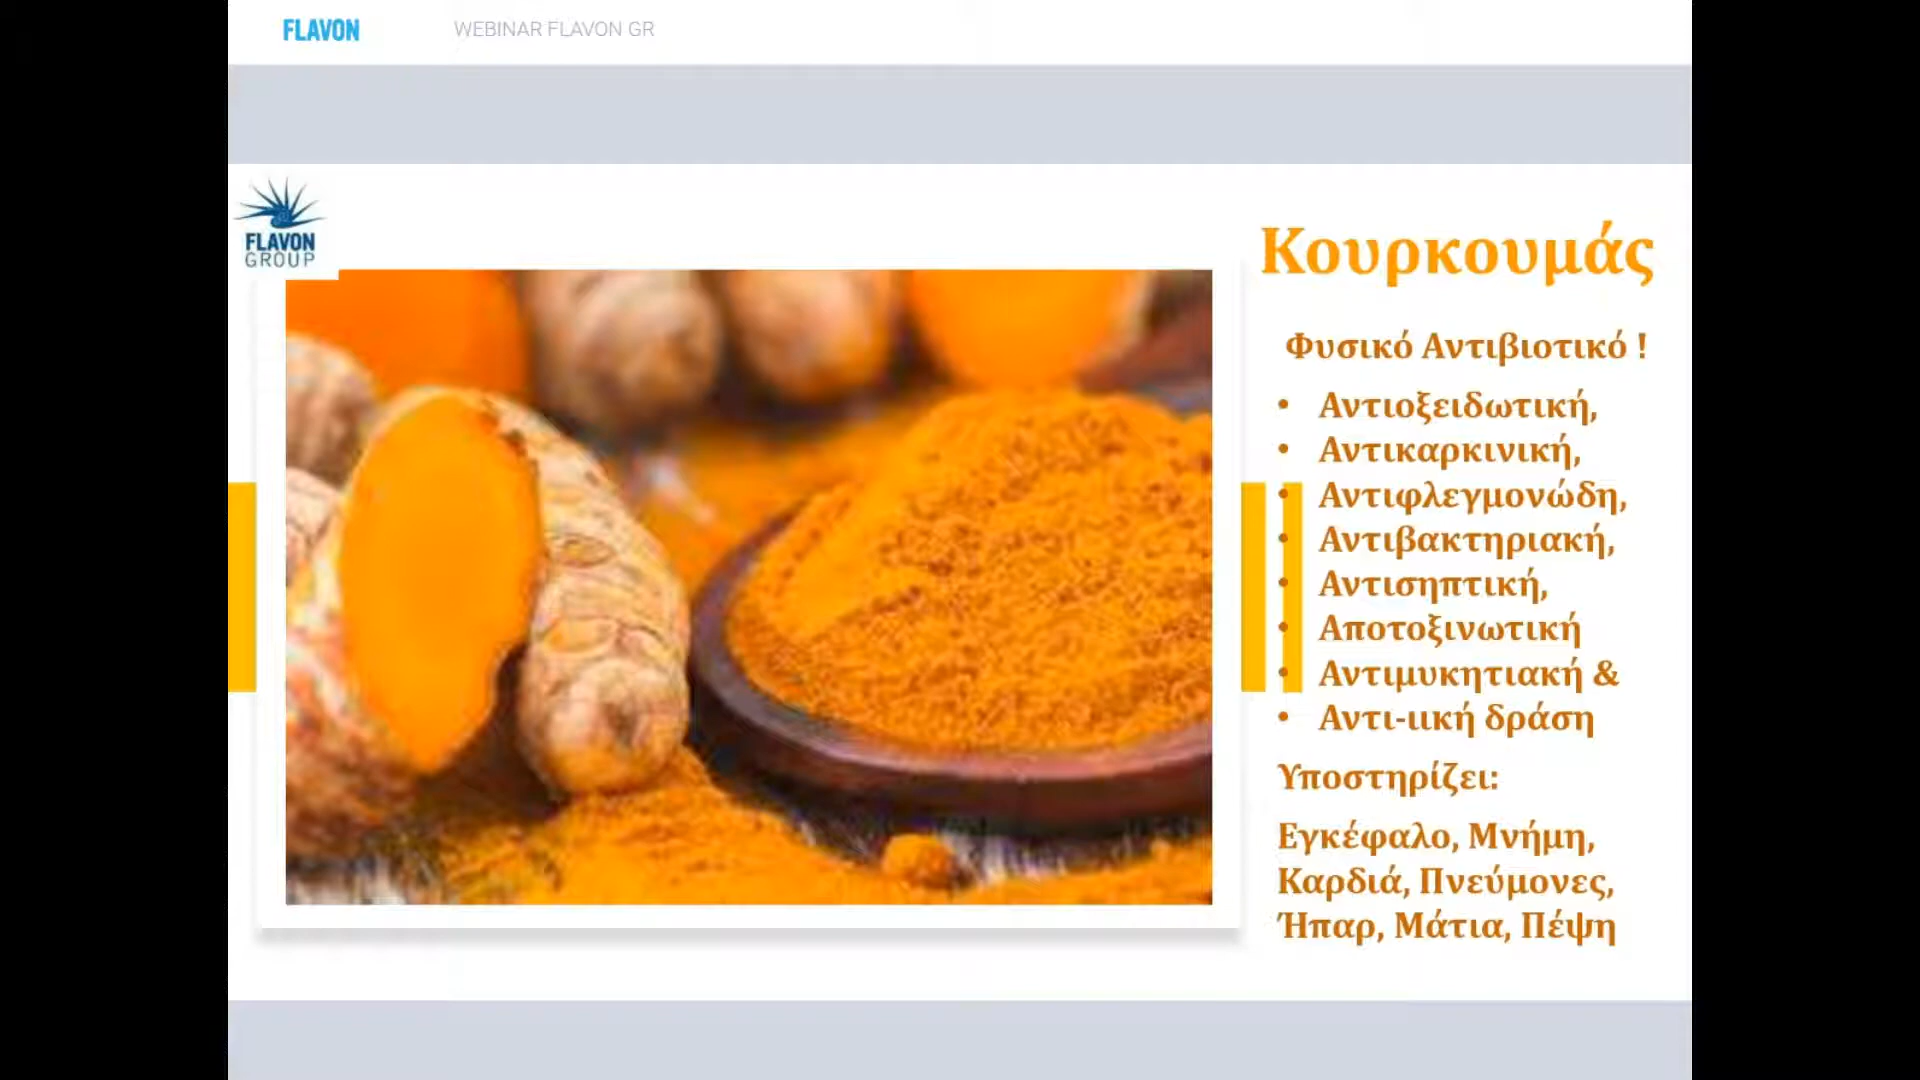 FLAVON
WEBINAR FLAVON GR
FLAVON
GROUP
Κουρκουμάς
Φυσικό Αντιβιοτικό !
• Αντιοξειδωτική,
• Αντικαρκινική,
• Αντιφλεγμονώδη,
• Αντιβακτηριακή,
• Αντισηπτική,
• Αποτοξινωτική
• Αντιμυκητιακή &
• Αντι-ιική δράση
Υποστηρίζει:
Εγκέφαλο, Μνήμη,
Καρδιά, Πνεύμονες,
Ήπαρ, Μάτια, Πέψη